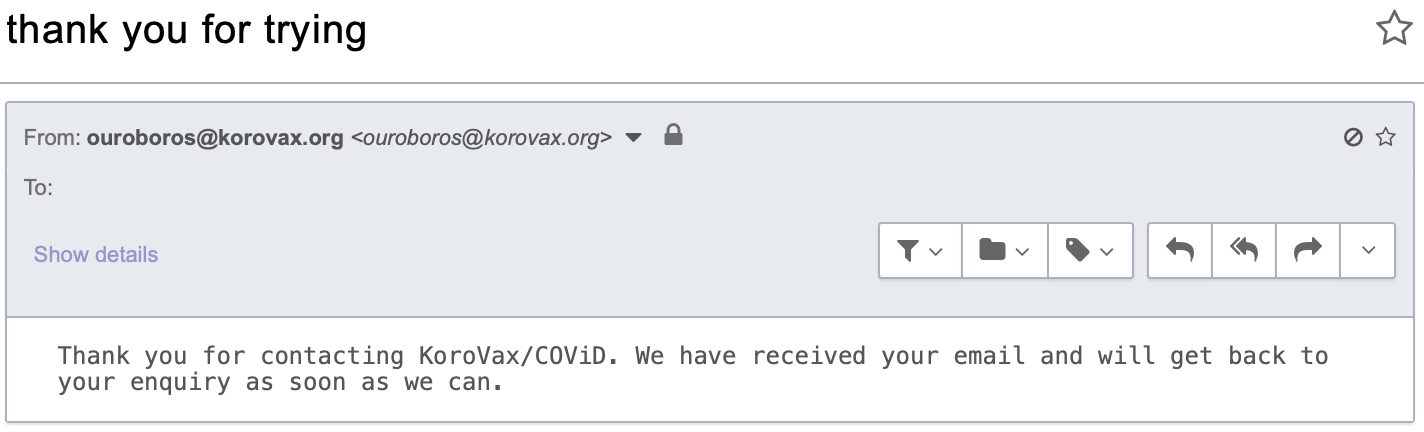 thank you for trying
From: ouroboros@korovax.org <ouroboros@korovax.org>
To:
Show details
Thank you for contacting KoroVax/COViD. We have received your email and will get back to
your enquiry as soon as we can.